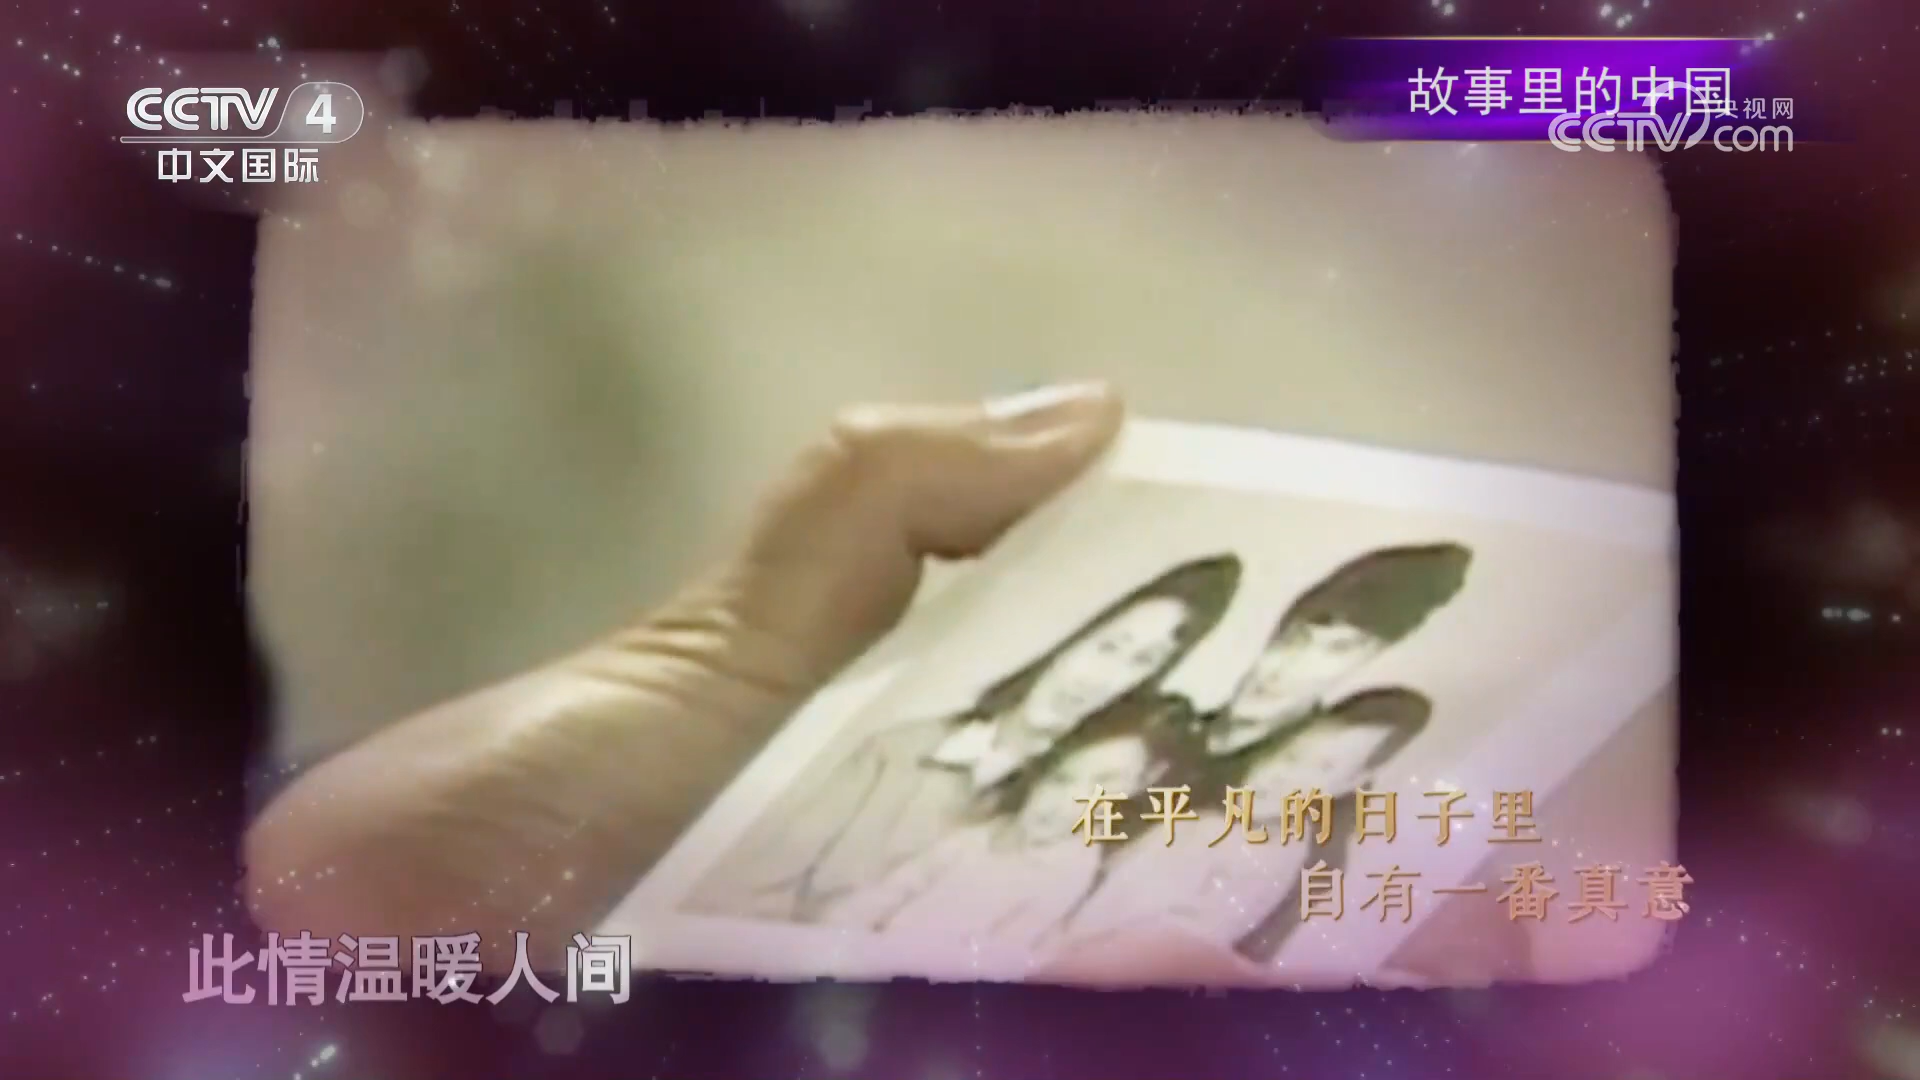 CCTV 4
中文国际
故事里的中国
央视网
CCTV.com
在平凡的日子里
自有一番真意
此情温暖人间